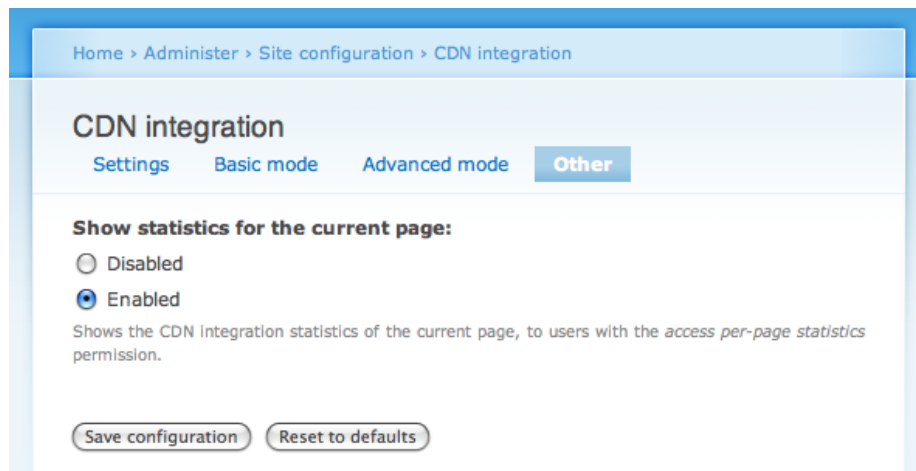 Home › Administer › Site configuration › CDN integration
CDN integration
Settings Basic mode Advanced mode Other
Show statistics for the current page:
Disabled
Enabled
Shows the CDN integration statistics of the current page, to users with the access per-page statistics
permission.
Save configuration Reset to defaults